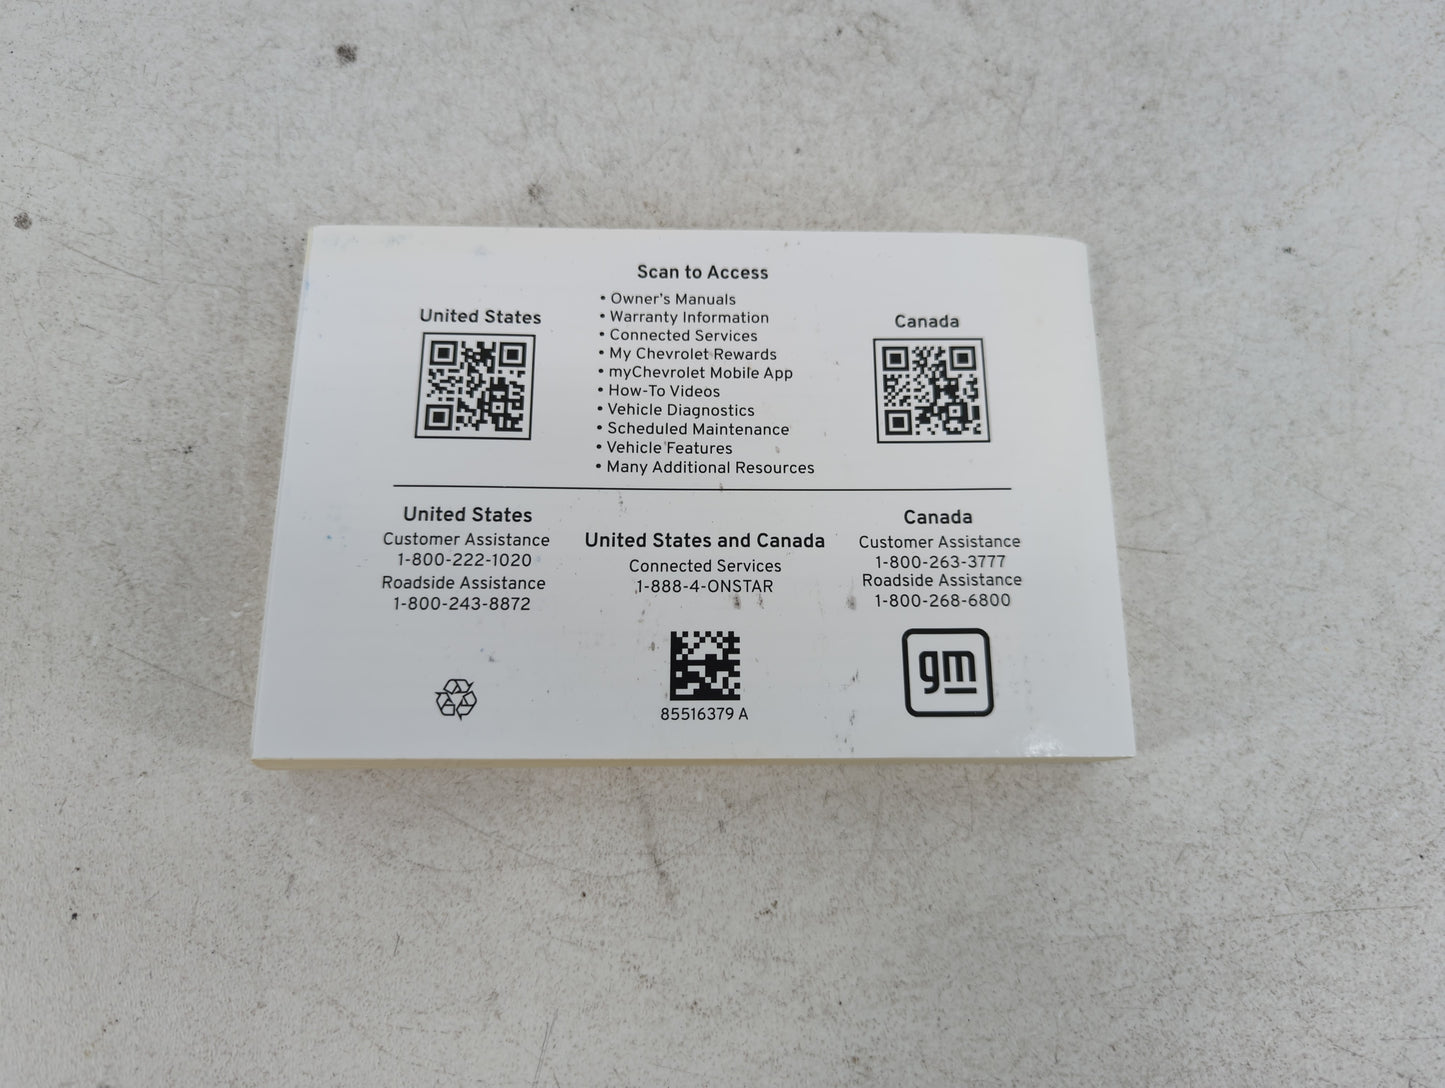 Scan to Access
• Owner's Manuals
• Warranty Information
• Connected Services
• My Chevrolet Rewards
• myChevrolet Mobile App
• How-To Videos
• Vehicle Diagnostics
• Scheduled Maintenance
• Vehicle Features
• Many Additional Resources
United States
Canada
United States
Customer Assistance
1-800-222-1020
Roadside Assistance
1-800-243-8872
United States and Canada
Connected Services
1-888-4-ONSTAR
Canada
Customer Assistance
1-800-263-3777
Roadside Assistance
1-800-268-6800
85516379 A
gm